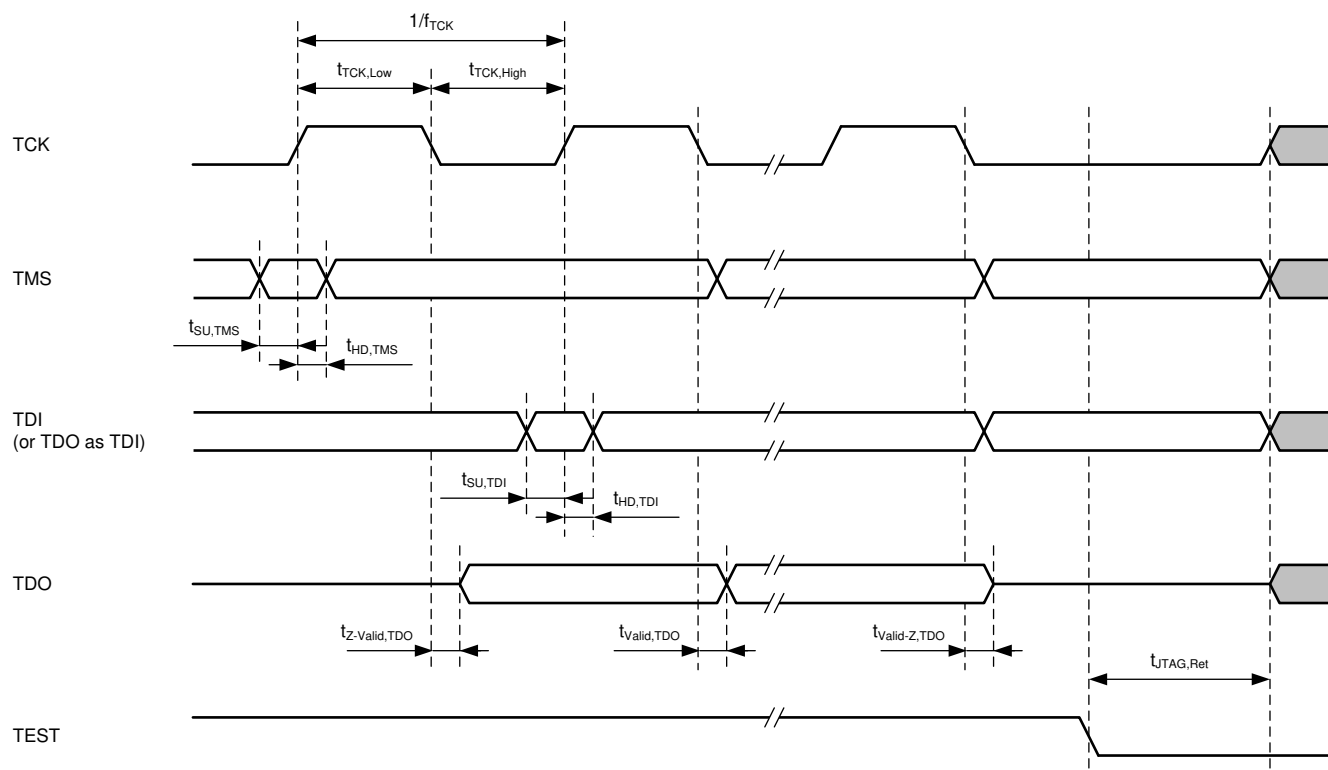 1/fTCK
tTCK,Low
tTCK,High
TCK
TMS
tSU,TMS
tHD,TMS
TDI
(or TDO as TDI)
tSU,TDI
tHD,TDI
TDO
tZ-Valid,TDO
tValid,TDO
tValid-Z,TDO
tJTAG,Ret
TEST